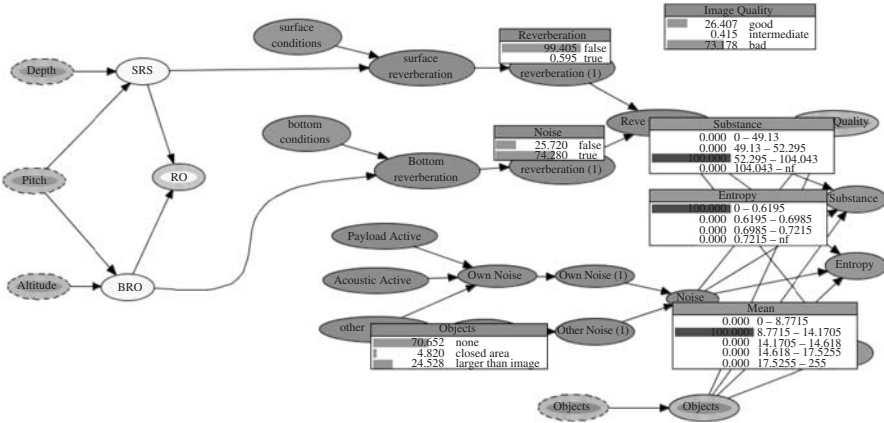 Image Quality
26.407 good
0.415 intermediate
73.178 bad
surface
conditions
Reverberation
99.405 false
0.595 true
Depth
SRS
surface
reverberation
reverberation (1)
bottom
conditions
Noise
25.720 false
74.280 true
Reve
Quality
Substance
0.000 0 – 49.13
0.000 49.13 – 52.295
100.000 52.295 – 104.043
0.000 104.043 – nf
Pitch
RO
Bottom
reverberation
reverberation (1)
Entropy
100.000 0 – 0.6195
0.000 0.6195 – 0.6985
0.000 0.6985 – 0.7215
0.000 0.7215 – nf
Substance
Payload Active
Altitude
BRO
Acoustic Active
Own Noise
Own Noise (1)
Entropy
Noise
other
Other Noise (1)
Objects
70.652 none
4.820 closed area
24.528 larger than image
Mean
0.000 0 – 8.7715
100.000 8.7715 – 14.1705
0.000 14.1705 – 14.618
0.000 14.618 – 17.5255
0.000 17.5255 – 255
Objects
Objects